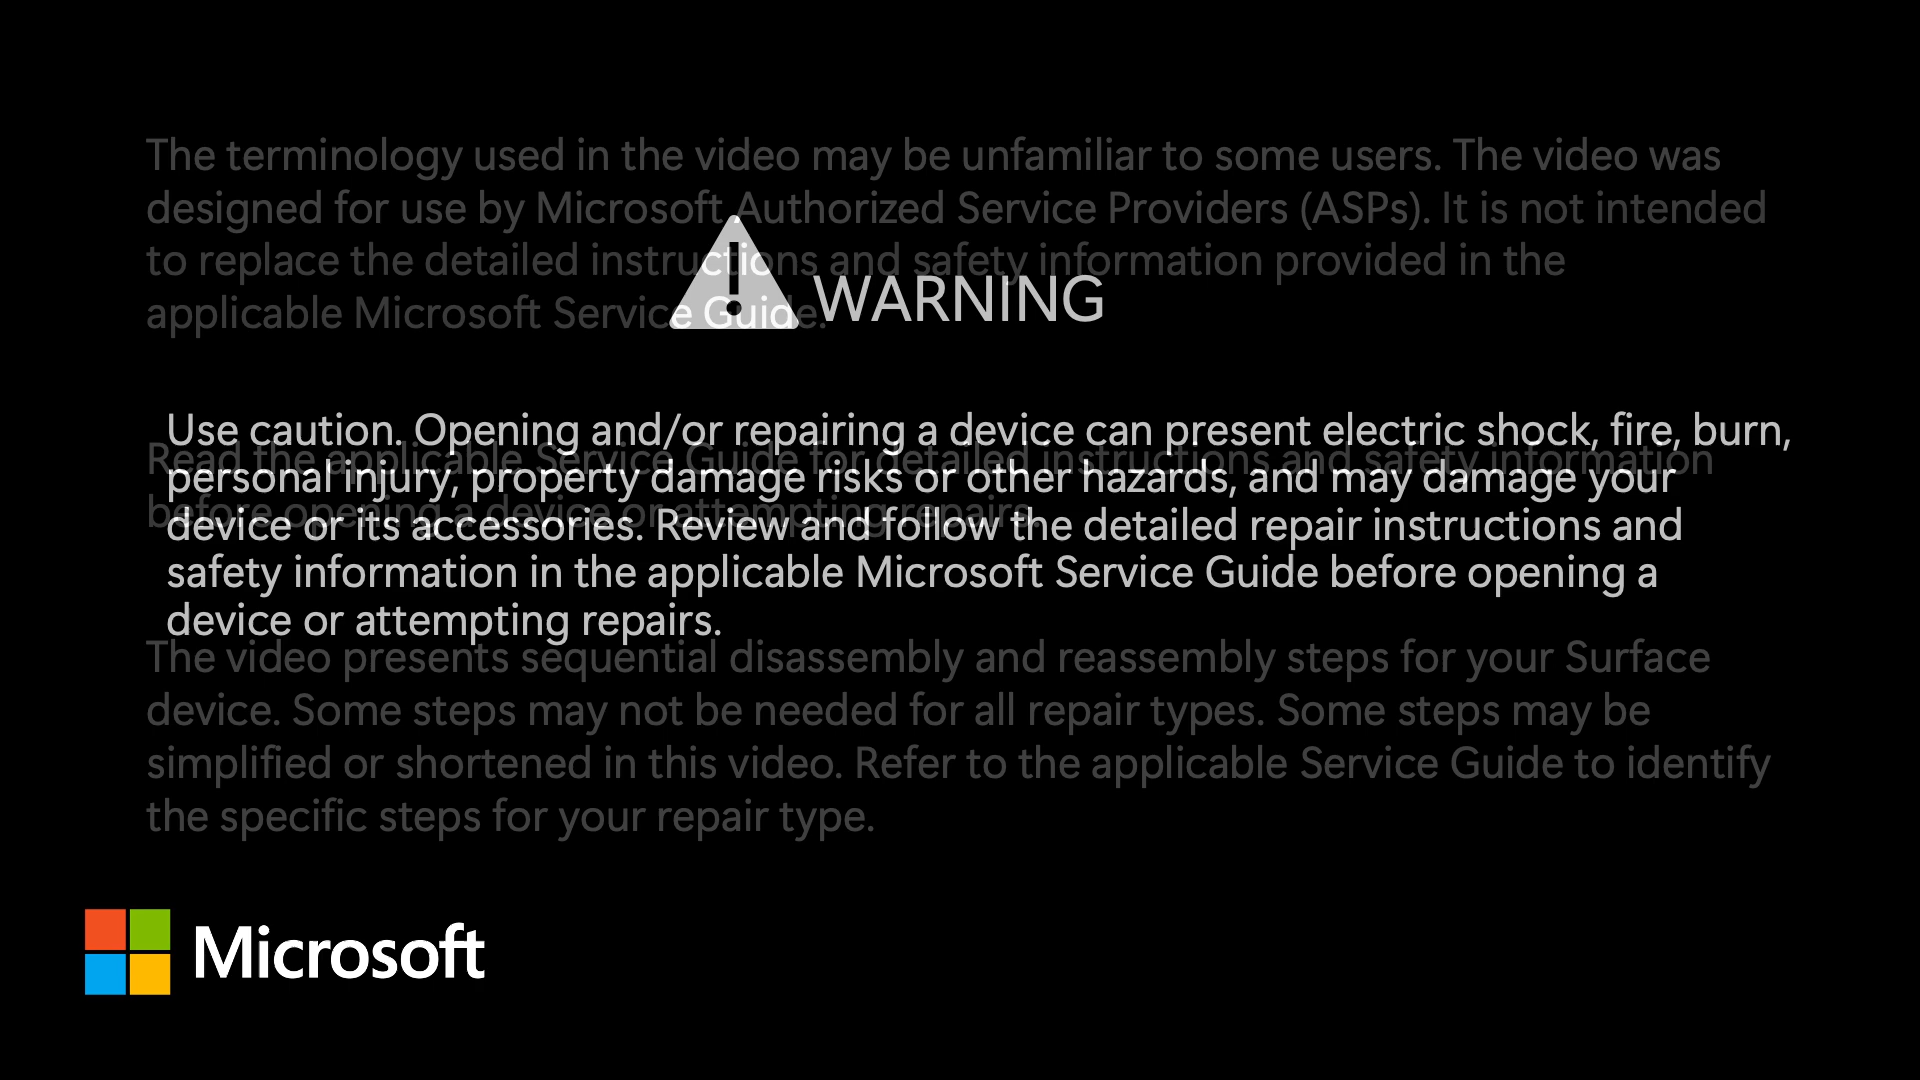 The terminology used in the video may be unfamiliar to some users. The video was
designed for use by Microsoft Authorized Service Providers (ASPs). It is not intended
to replace the detailed instructions and safety information provided in the
applicable Microsoft Service Guide.
WARNING
Use caution. Opening and/or repairing a device can present electric shock, fire, burn,
personal injury, property damage risks or other hazards, and may damage your
device or its accessories. Review and follow the detailed repair instructions and
safety information in the applicable Microsoft Service Guide before opening a
device or attempting repairs.
Read the applicable Service Guide for detailed instructions and safety information
before opening a device or attempting repairs.
The video presents sequential disassembly and reassembly steps for your Surface
device. Some steps may not be needed for all repair types. Some steps may be
simplified or shortened in this video. Refer to the applicable Service Guide to identify
the specific steps for your repair type.
Microsoft